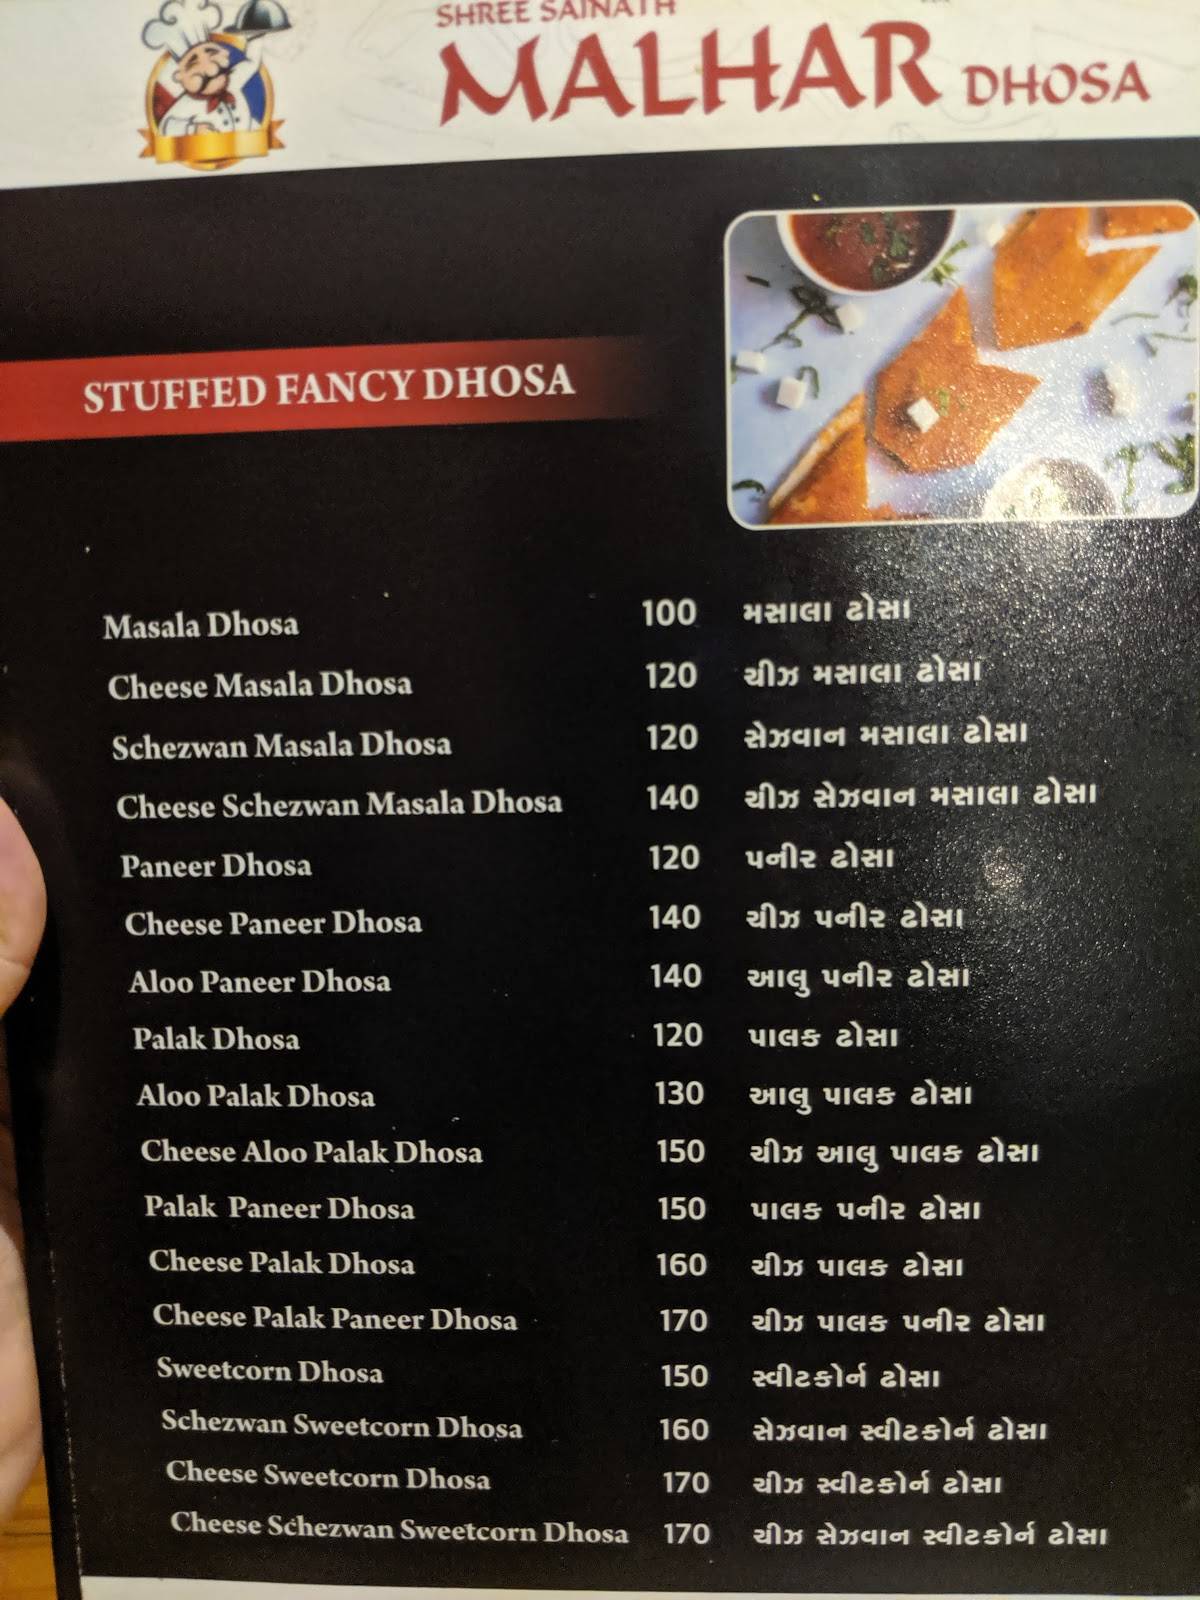 SHREE SAINATH
MALHAR DHOSA
STUFFED FANCY DHOSA
Masala Dhosa 100 મસાલા ઢોસા
Cheese Masala Dhosa 120 ચીઝ મસાલા ઢોસા
Schezwan Masala Dhosa 120 સેઝવાન મસાલા ઢોસા
Cheese Schezwan Masala Dhosa 140 ચીઝ સેઝવાન મસાલા ઢોસા
Paneer Dhosa 120 પનીર ઢોસા
Cheese Paneer Dhosa 140 ચીઝ પનીર ઢોસા
Aloo Paneer Dhosa 140 આલુ પનીર ઢોસા
Palak Dhosa 120 પાલક ઢોસા
Aloo Palak Dhosa 130 આલુ પાલક ઢોસા
Cheese Aloo Palak Dhosa 150 ચીઝ આલુ પાલક ઢોસા
Palak Paneer Dhosa 150 પાલક પનીર ઢોસા
Cheese Palak Dhosa 160 ચીઝ પાલક ઢોસા
Cheese Palak Paneer Dhosa 170 ચીઝ પાલક પનીર ઢોસા
Sweetcorn Dhosa 150 સ્વીટકોર્ન ઢોસા
Schezwan Sweetcorn Dhosa 160 સેઝવાન સ્વીટકોર્ન ઢોસા
Cheese Sweetcorn Dhosa 170 ચીઝ સ્વીટકોર્ન ઢોસા
Cheese Schezwan Sweetcorn Dhosa 170 ચીઝ સેઝવાન સ્વીટકોર્ન ઢોસા